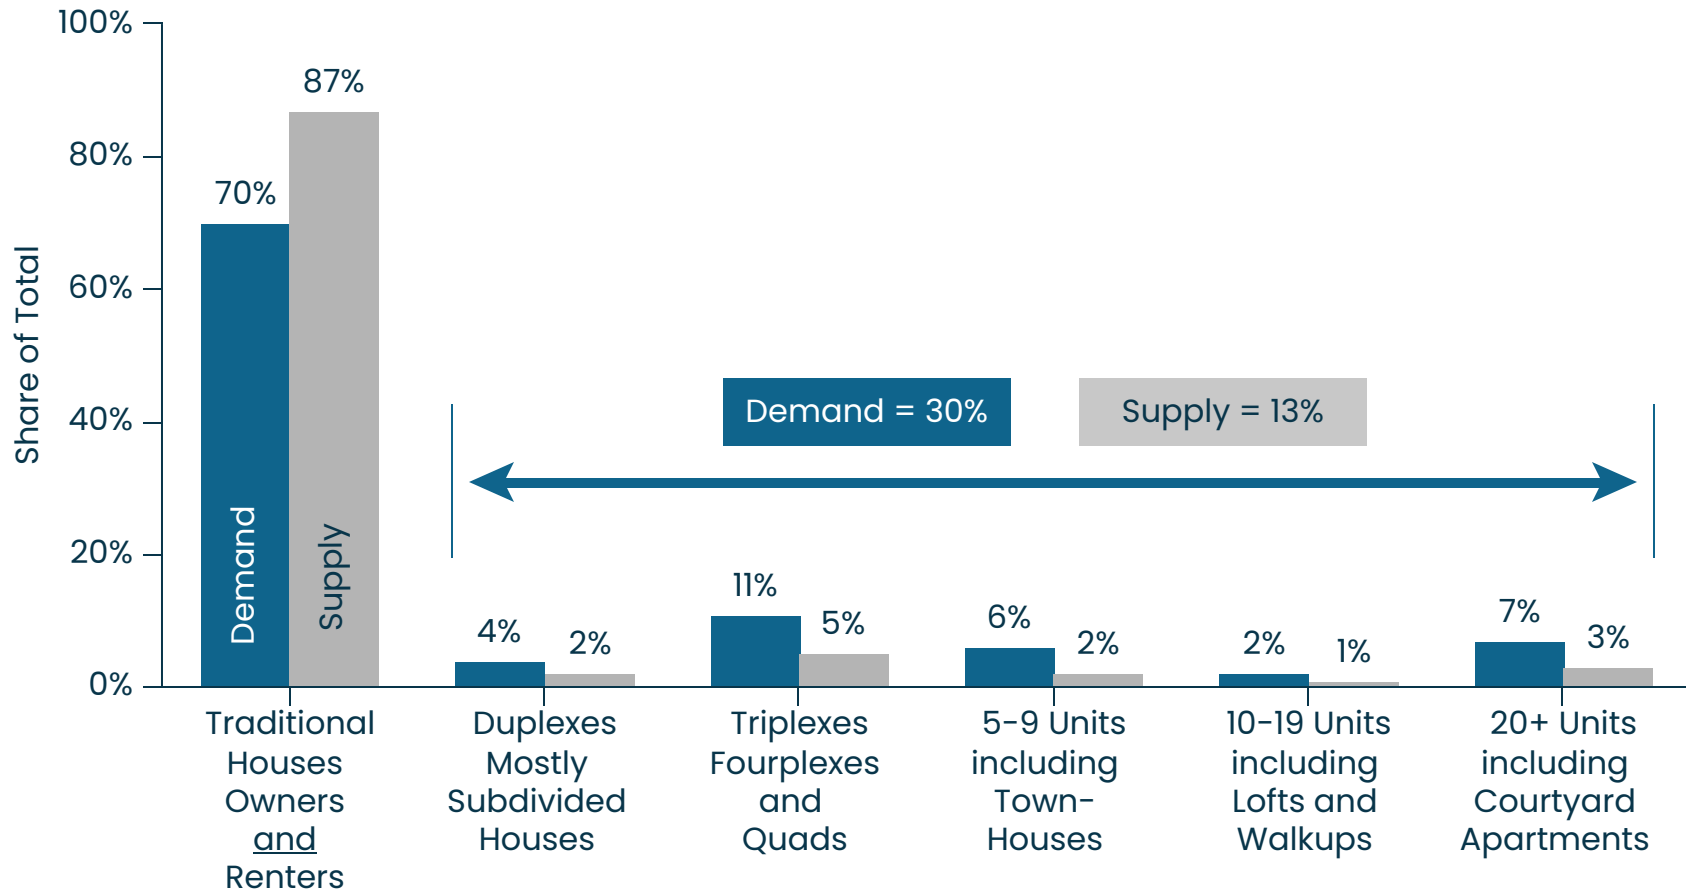 100%
80%
60%
40%
20%
0%
Share of Total
70%
87%
Demand
Supply
Demand = 30%
Supply = 13%
4%
2%
11%
5%
6%
2%
2%
1%
7%
3%
Traditional
Houses
Owners
and
Renters
Duplexes
Mostly
Subdivided
Houses
Triplexes
Fourplexes
and
Quads
5-9 Units
including
Town-
Houses
10-19 Units
including
Lofts and
Walkups
20+ Units
including
Courtyard
Apartments